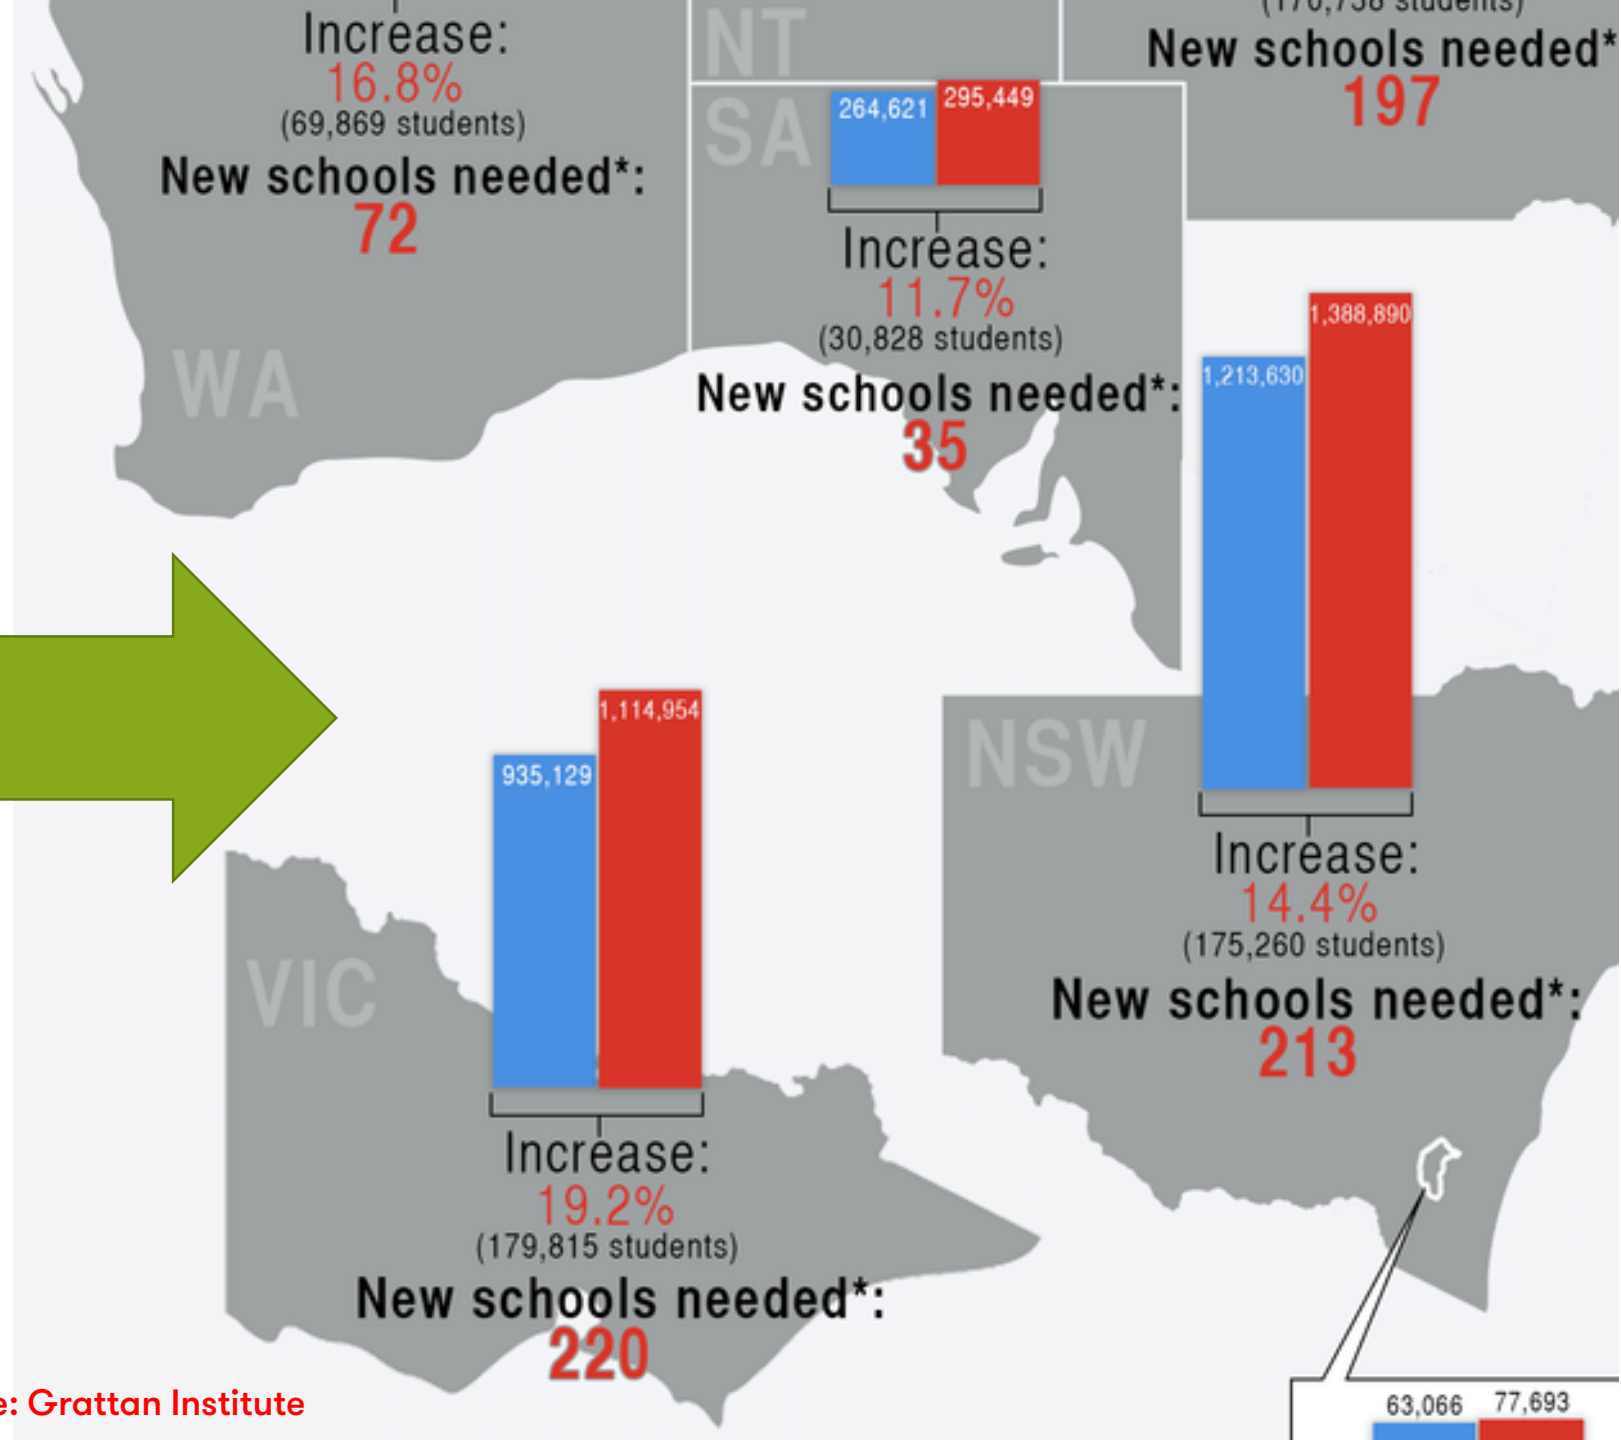 Increase:
16.8%
(69,869 students)
New schools needed*:
72
WA
NT
SA
264,621
295,449
Increase:
11.7%
(30,828 students)
New schools needed*:
35
students)
New schools needed*
197
1,213,630
1,388,890
NSW
Increase:
14.4%
(175,260 students)
New schools needed*:
213
935,129
1,114,954
VIC
Increase:
19.2%
(179,815 students)
New schools needed*:
220
63,066
77,693
e: Grattan Institute